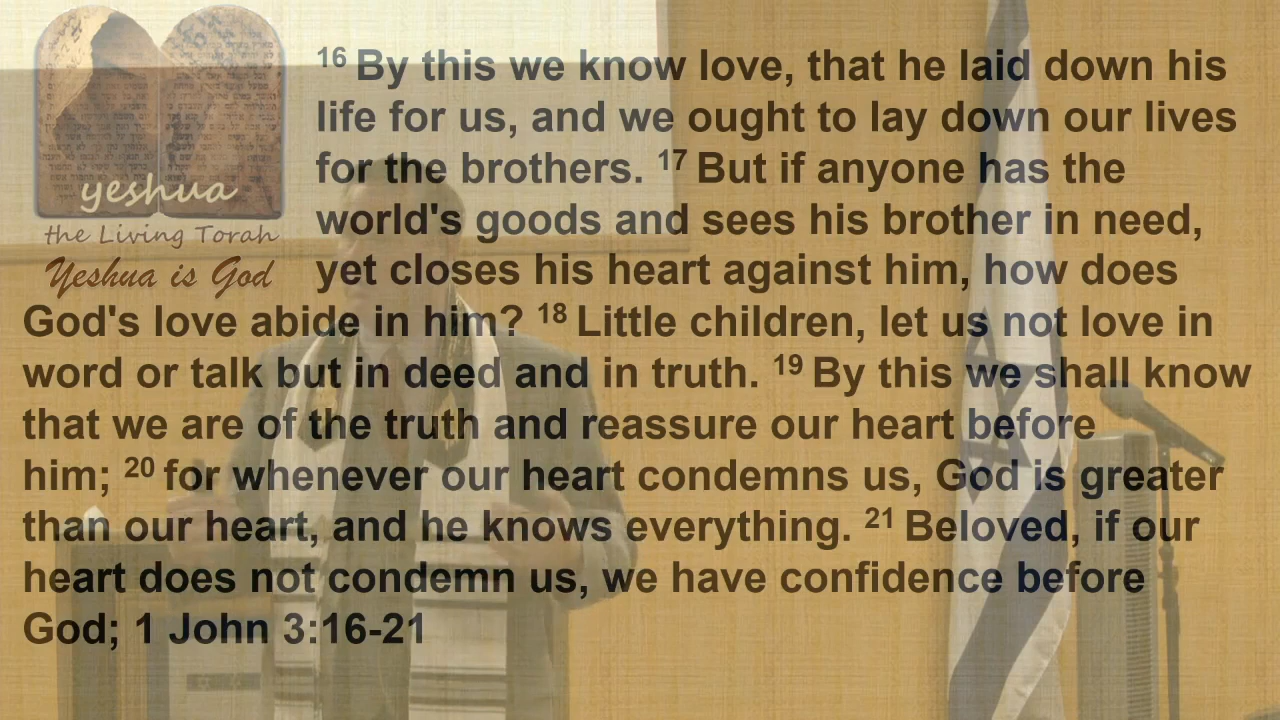 yeshua
the Living Torah
Yeshua is God
16 By this we know love, that he laid down his
life for us, and we ought to lay down our lives
for the brothers. 17 But if anyone has the
world's goods and sees his brother in need,
yet closes his heart against him, how does
God's love abide in him? 18 Little children, let us not love in
word or talk but in deed and in truth. 19 By this we shall know
that we are of the truth and reassure our heart before
him; 20 for whenever our heart condemns us, God is greater
than our heart, and he knows everything. 21 Beloved, if our
heart does not condemn us, we have confidence before
God; 1 John 3:16-21